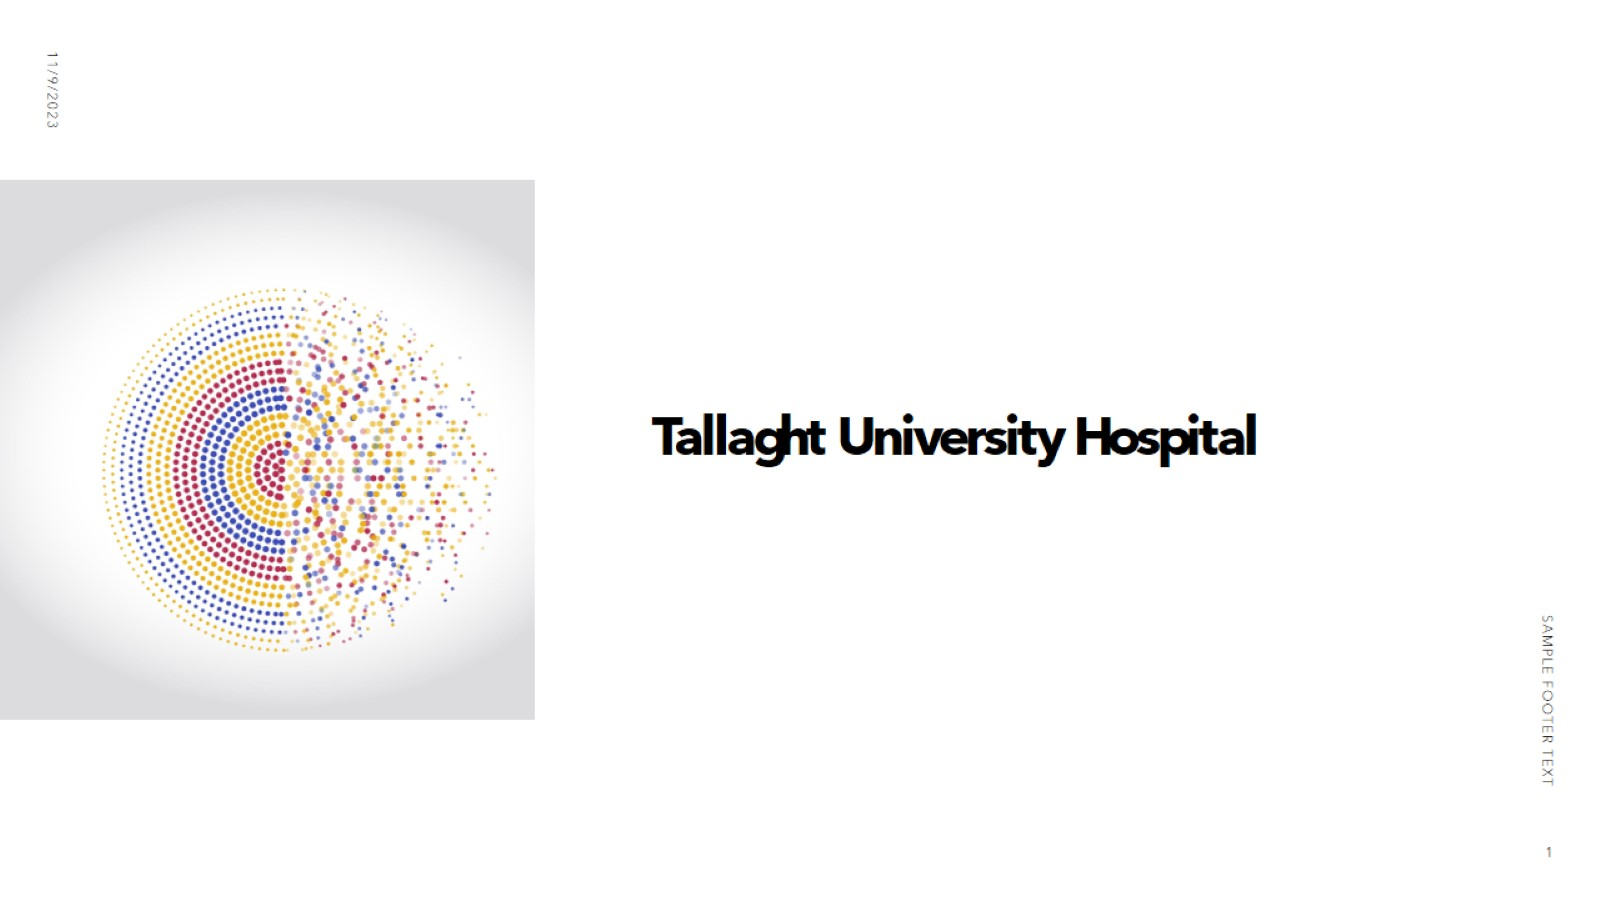 11/9/2023
Tallaght University Hospital
SAMPLE FOOTER TEXT
1